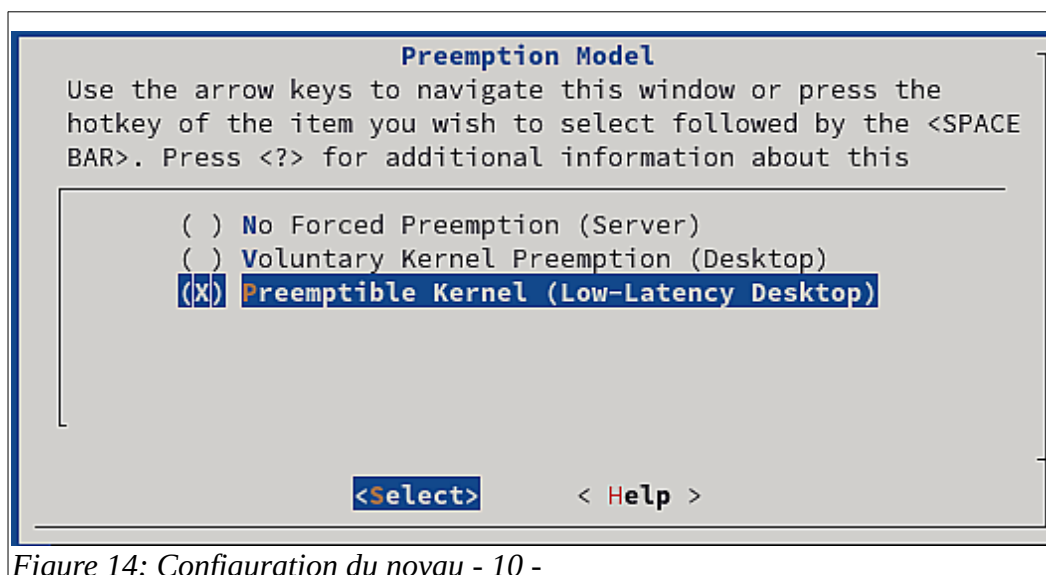 Preemption Model
Use the arrow keys to navigate this window or press the
hotkey of the item you wish to select followed by the <SPACE
BAR>. Press <?> for additional information about this
( ) No Forced Preemption (Server)
( ) Voluntary Kernel Preemption (Desktop)
(X) Preemptible Kernel (Low-Latency Desktop)
<Select> < Help >
Figure 14: Configuration du noyau - 10 -